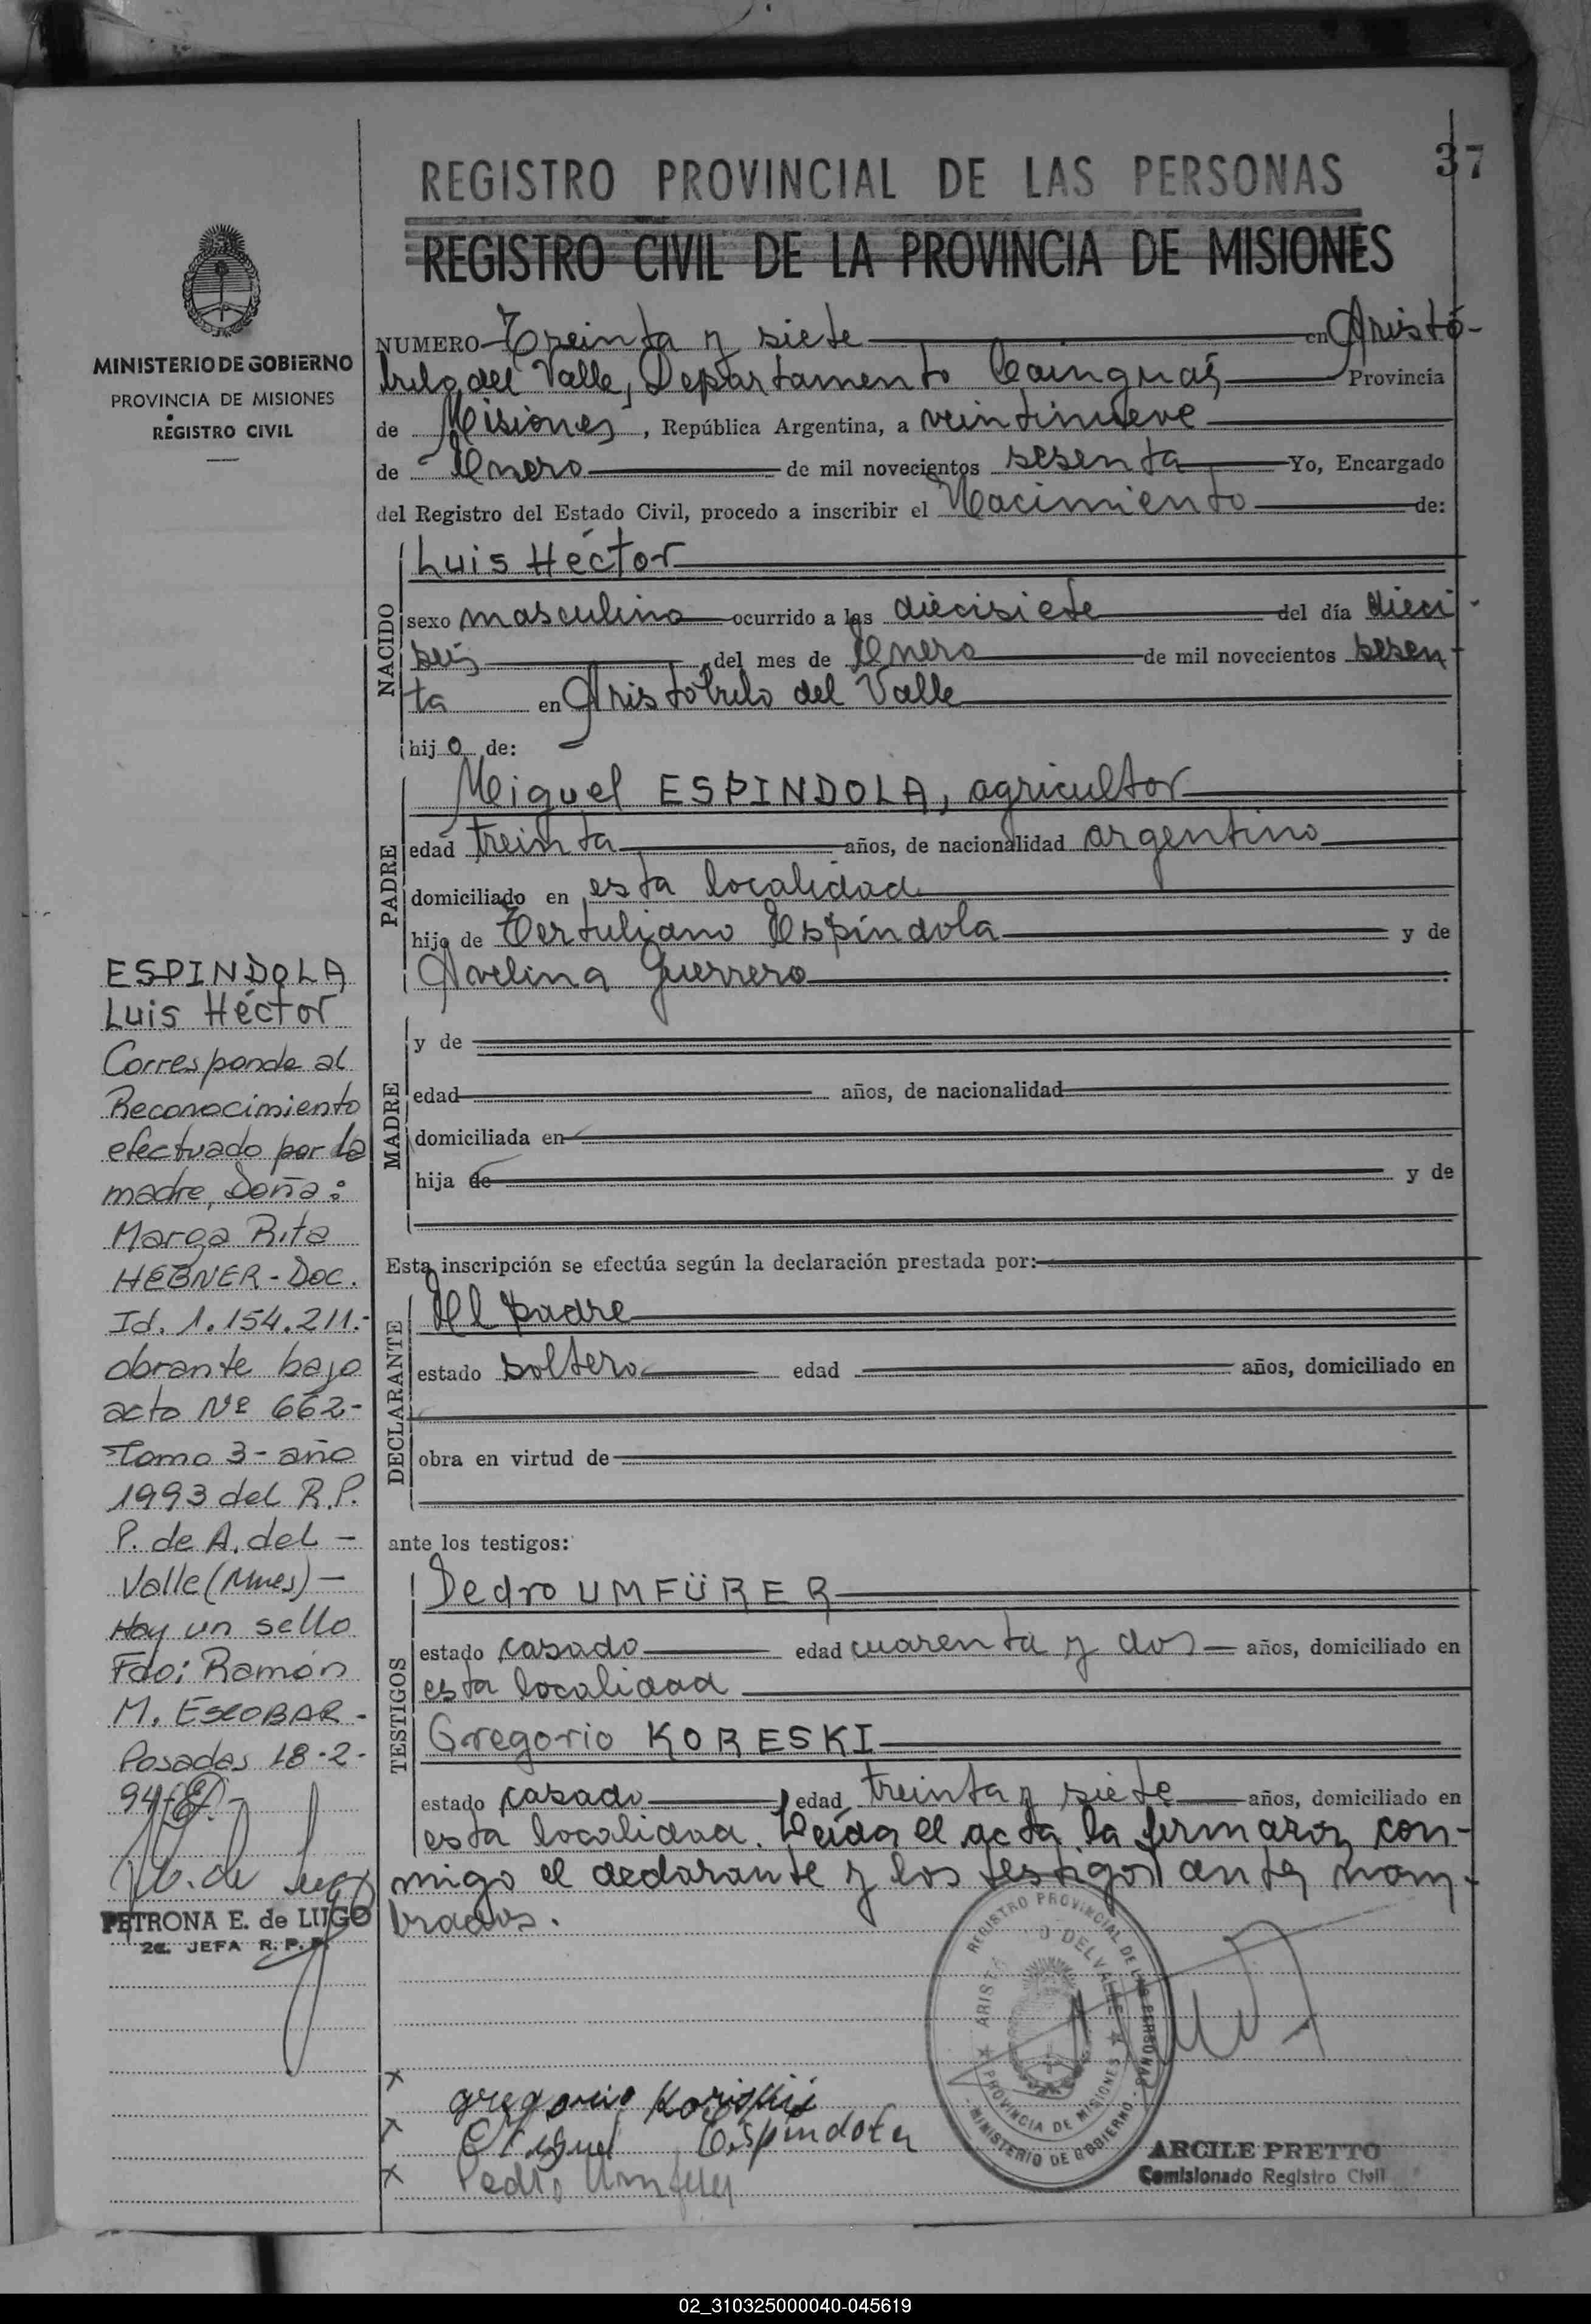 37
REGISTRO PROVINCIAL DE LAS PERSONAS
REGISTRO CIVIL DE LA PROVINCIA DE MISIONES
MINISTERIO DE GOBIERNO
PROVINCIA DE MISIONES
REGISTRO CIVIL
NUMERO Treinta y siete en Aristó-
bulo del Valle, Departamento Cainguás Provincia
de Misiones, República Argentina, a veintinueve
de Enero de mil novecientos sesenta Yo, Encargado
del Registro del Estado Civil, procedo a inscribir el Nacimiento de:
NACIDO
Luis Héctor
sexo masculino ocurrido a las diecisiete del día dieci-
seis del mes de Enero de mil novecientos sesen-
ta en Aristóbulo del Valle
hijo de:
PADRE
Miguel ESPINDOLA, agricultor
edad treinta años, de nacionalidad argentino
domiciliado en esta localidad
hijo de Tertuliano Espíndola y de
Avelina Guerrero
MADRE
y de
edad años, de nacionalidad
domiciliada en
hija de y de
Esta inscripción se efectúa según la declaración prestada por:
DECLARANTE
El padre
estado soltero edad años, domiciliado en
obra en virtud de
ante los testigos:
TESTIGOS
Pedro UMFÜRER
estado casado edad cuarenta y dos años, domiciliado en
esta localidad
Gregorio KORESKI
estado casado edad treinta y siete años, domiciliado en
esta localidad. Leída el acta la firmaron con-
migo el declarante y los testigos antes nom-
brados.
ESPINDOLA
Luis Héctor
Corresponde al
Reconocimiento
efectuado por la
madre, Doña:
Marga Rita
HEBNER - Doc.
Id. 1.154.211.-
obrante bajo
acta Nº 662-
Tomo 3 - año
1993 del R.P.
P. de A. del -
Valle (Mnes) -
Hay un sello
Fdo: Ramón
M. ESCOBAR -
Posadas 18-2-
94
PETRONA E. de LUGO
2a. JEFA R. P. P.
REGISTRO PROVINCIAL DE LAS PERSONAS
ARISTO DEL VALLE
PROVINCIA DE MISIONES
MINISTERIO DE GOBIERNO
x
x Miguel Espindola
x
ARCILE PRETTO
Comisionado Registro Civil
02_310325000040-045619